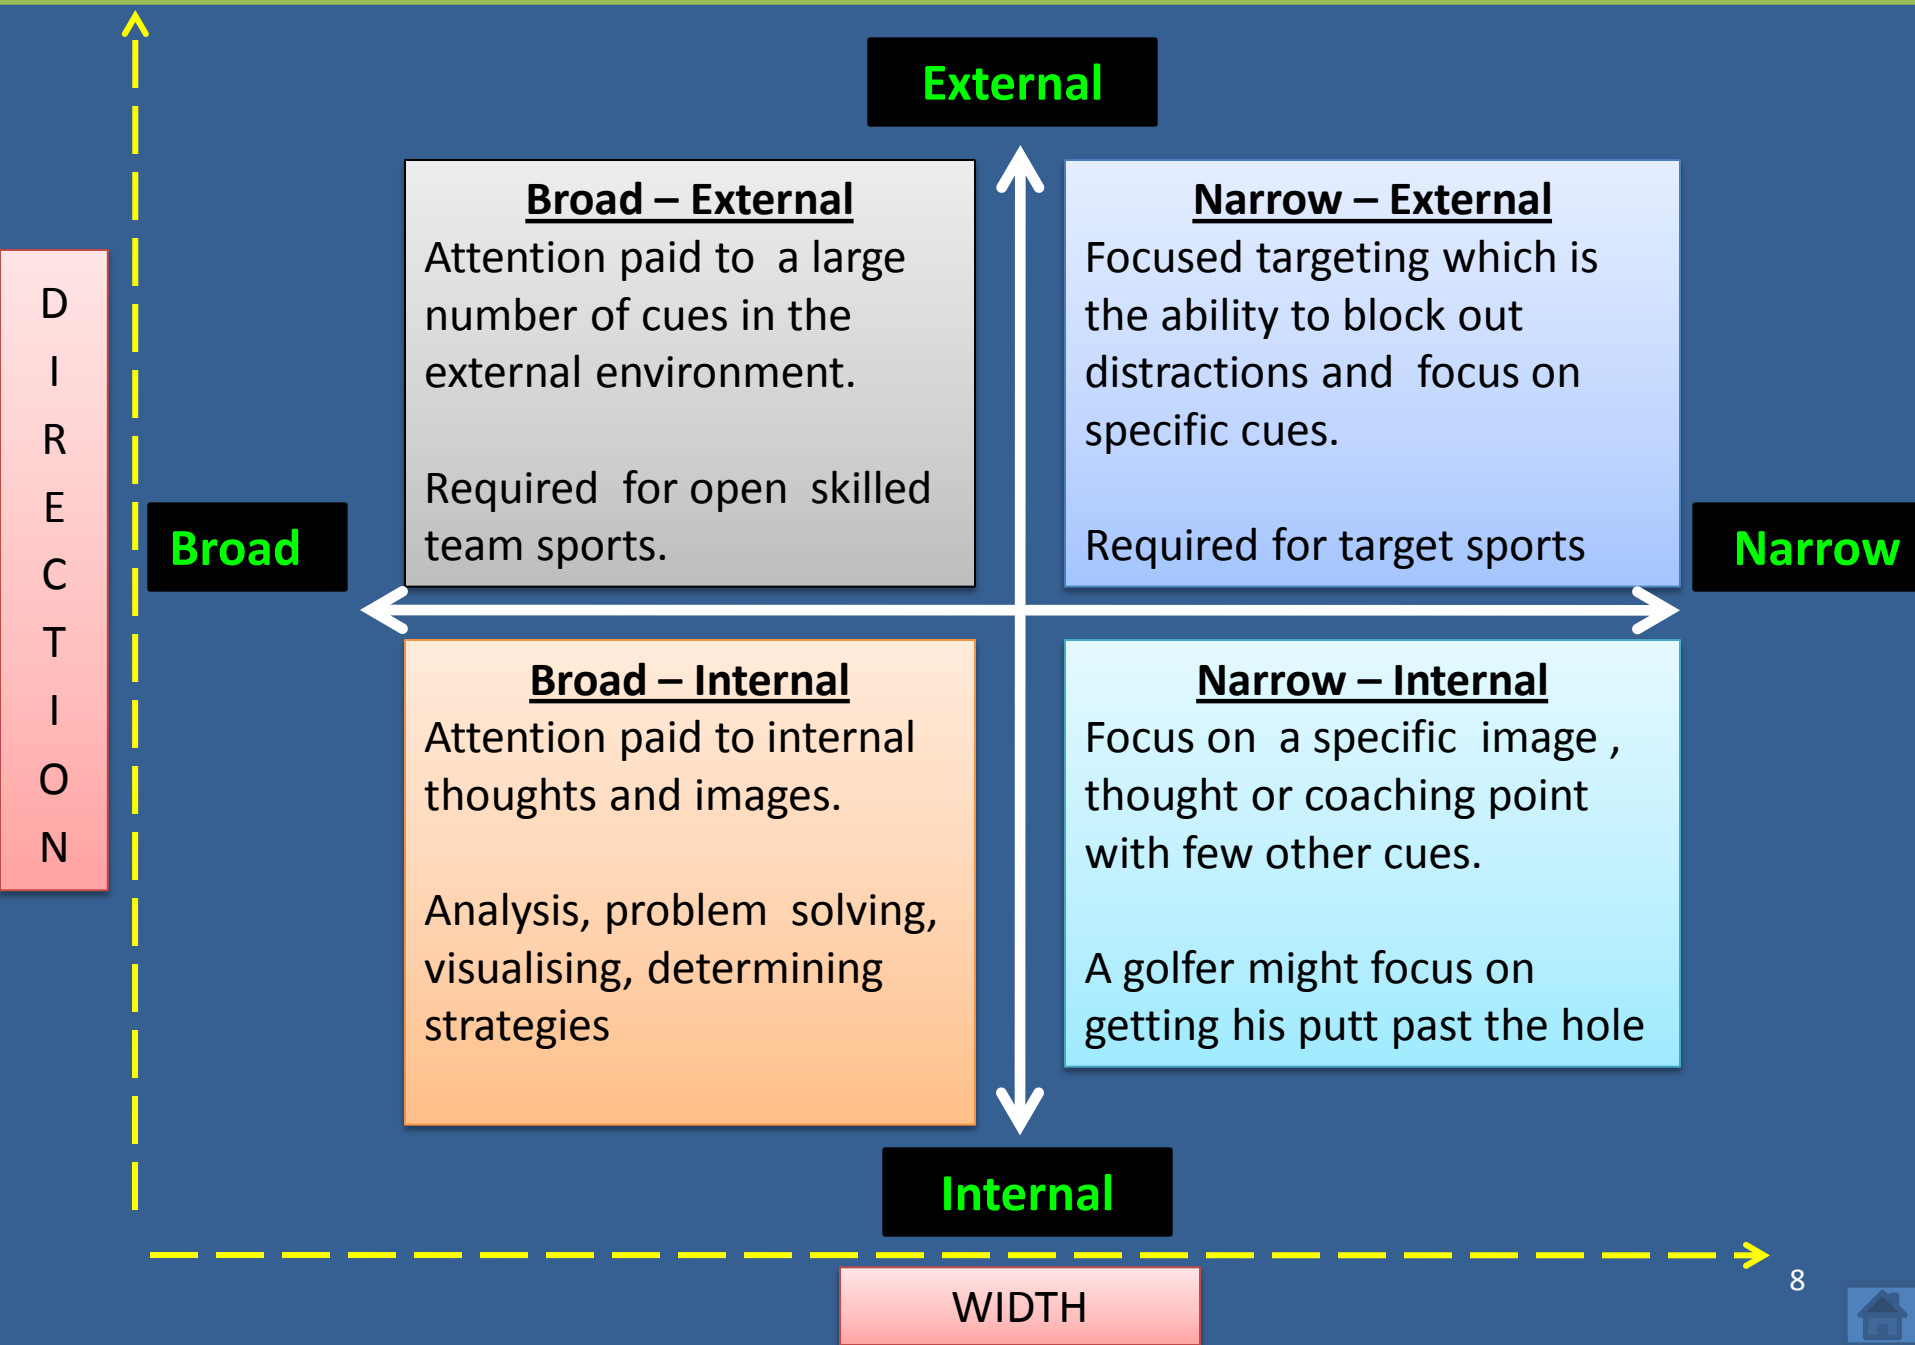 External
Broad – External
Attention paid to a large
number of cues in the
external environment.
Required for open skilled
team sports.
Narrow – External
Focused targeting which is
the ability to block out
distractions and focus on
specific cues.
Required for target sports
D
I
R
E
C
T
I
O
N
Broad
Narrow
Broad – Internal
Attention paid to internal
thoughts and images.
Analysis, problem solving,
visualising, determining
strategies
Narrow – Internal
Focus on a specific image ,
thought or coaching point
with few other cues.
A golfer might focus on
getting his putt past the hole
Internal
WIDTH
8